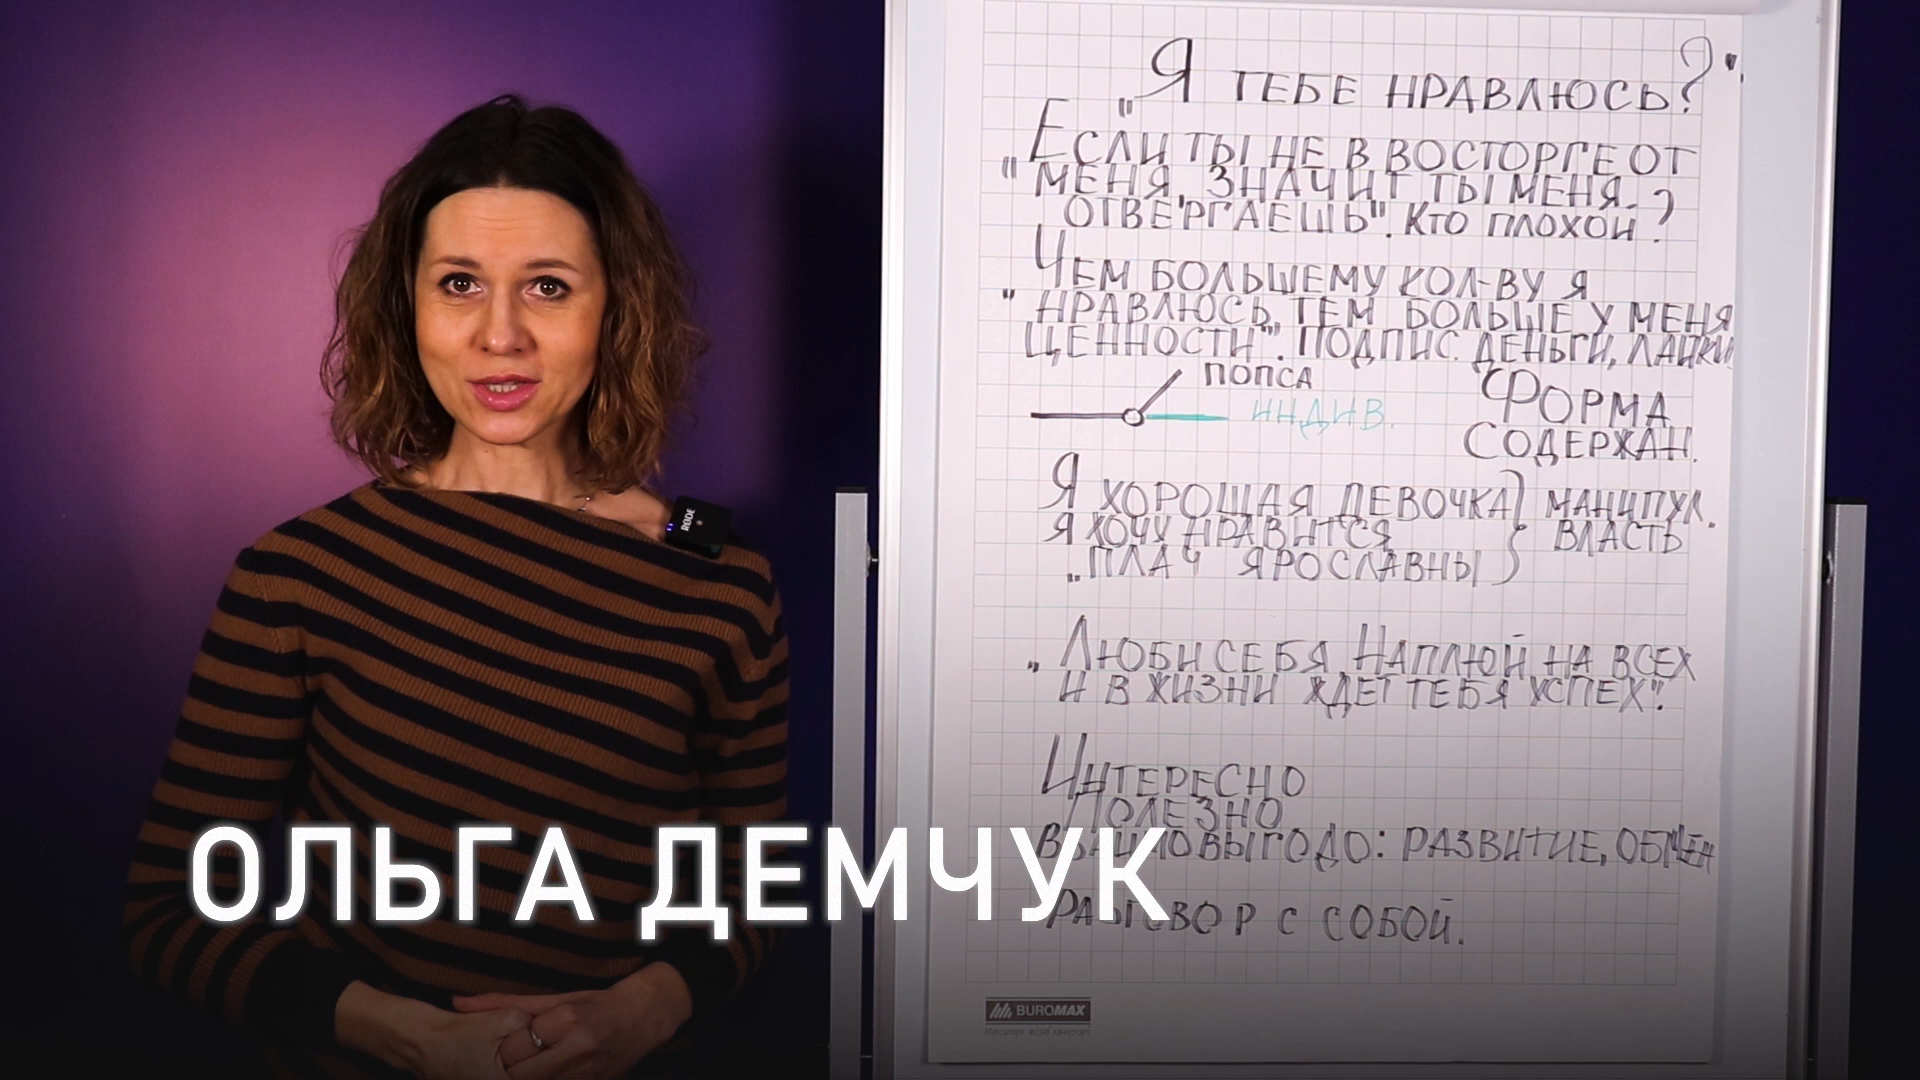 "Я ТЕБЕ НРАВЛЮСЬ?".
ЕСЛИ ТЫ НЕ В ВОСТОРГЕ ОТ
"МЕНЯ, ЗНАЧИТ ТЫ МЕНЯ
ОТВЕРГАЕШЬ". КТО ПЛОХОЙ?
ЧЕМ БОЛЬШЕМУ КОЛ-ВУ Я
"НРАВЛЮСЬ, ТЕМ БОЛЬШЕ У МЕНЯ
ЦЕННОСТИ". ПОДПИС. ДЕНЬГИ, ЛАЙКИ
ПОПСА
ИНДИВ.
ФОРМА
СОДЕРЖАН.
Я ХОРОШАЯ ДЕВОЧКА
Я ХОЧУ НРАВИТСЯ
"ПЛАЧ ЯРОСЛАВНЫ
МАНИПУЛ.
ВЛАСТЬ
"ЛЮБИ СЕБЯ, НАПЛЮЙ НА ВСЕХ
И В ЖИЗНИ ЖДЕТ ТЕБЯ УСПЕХ".
ИНТЕРЕСНО
ПОЛЕЗНО
ВЗАИМОВЫГОДО: РАЗВИТИЕ, ОБМЕН
РАЗГОВОР С СОБОЙ.
ОЛЬГА ДЕМЧУК
RODE
BUROMAX